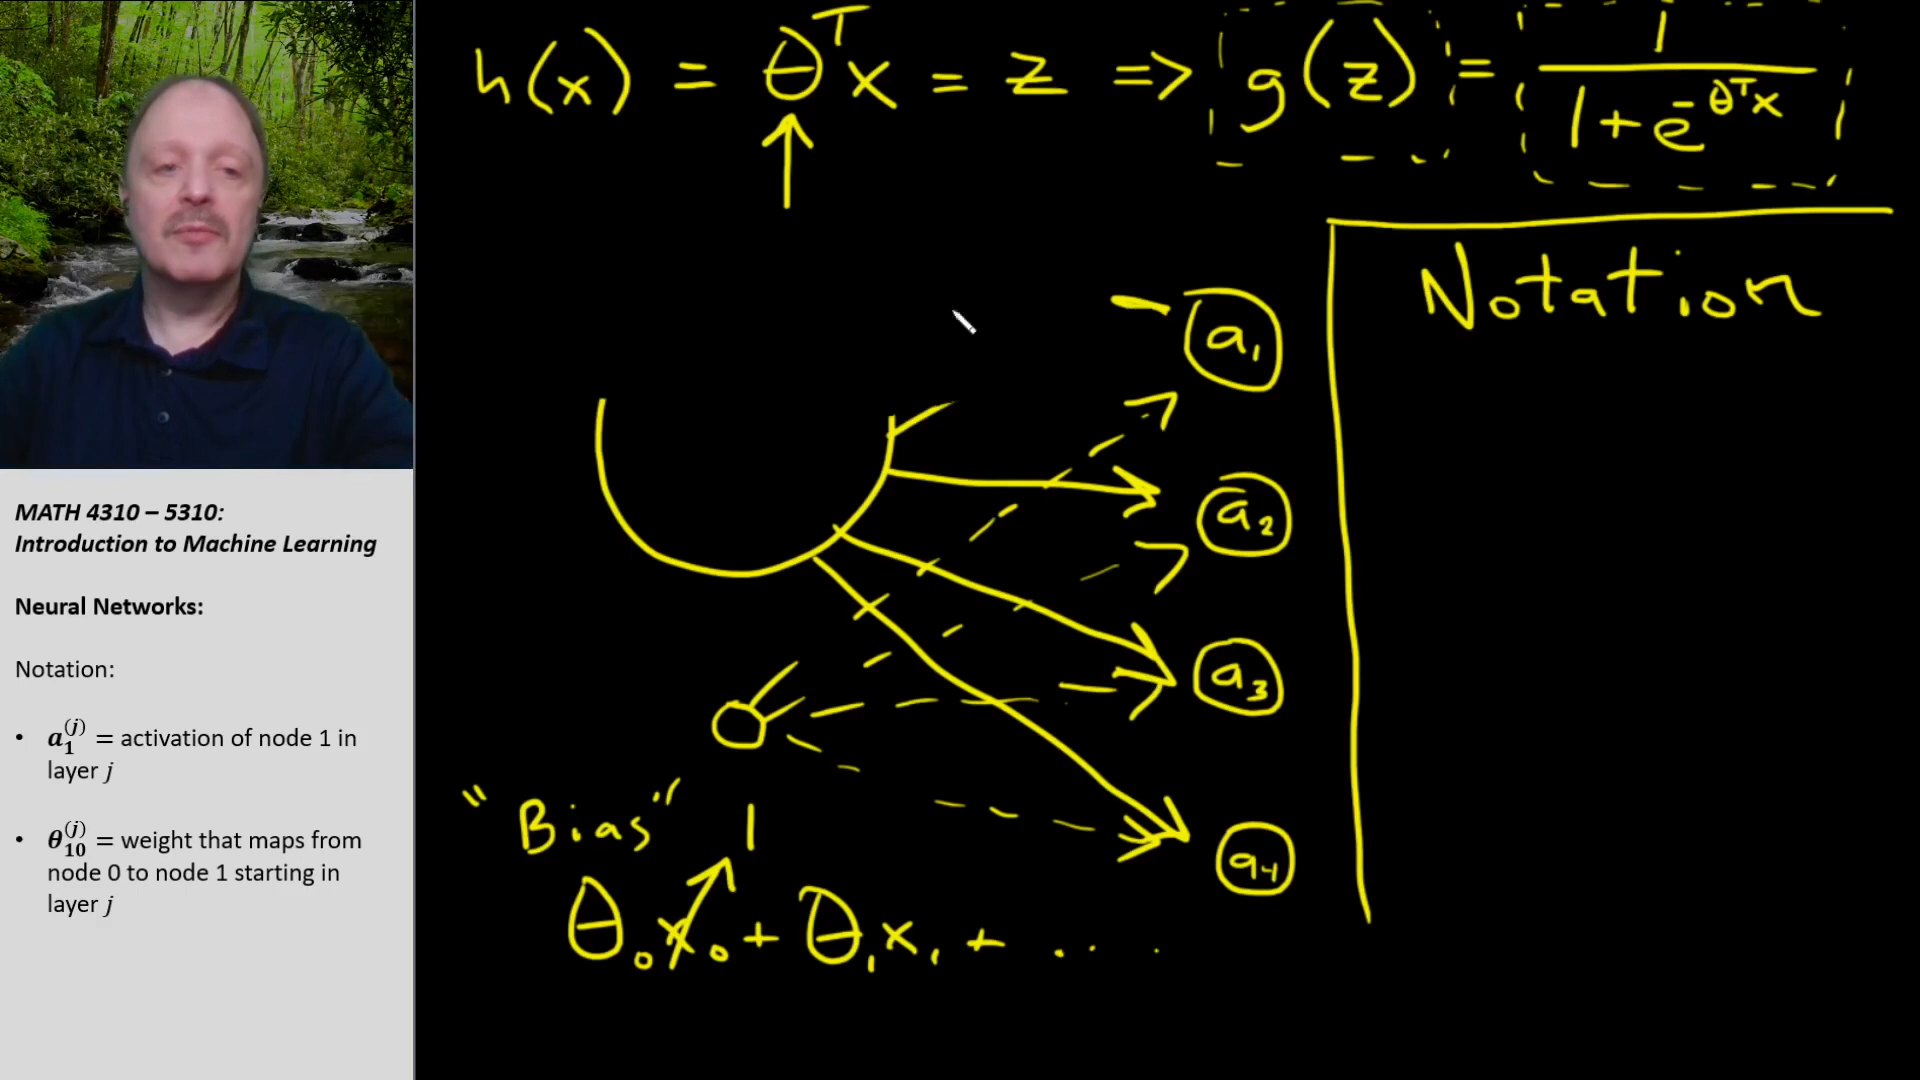 h(x) = θᵀx = z => g(z) = 1 / (1 + e^(-θᵀx))
Notation
a₁
a₂
a₃
a₄
"Bias" 1
θ₀x₀ + θ₁x₁ + ...
MATH 4310 – 5310:
Introduction to Machine Learning
Neural Networks:
Notation:
• a₁⁽ʲ⁾ = activation of node 1 in
layer j
• θ₁₀⁽ʲ⁾ = weight that maps from
node 0 to node 1 starting in
layer j